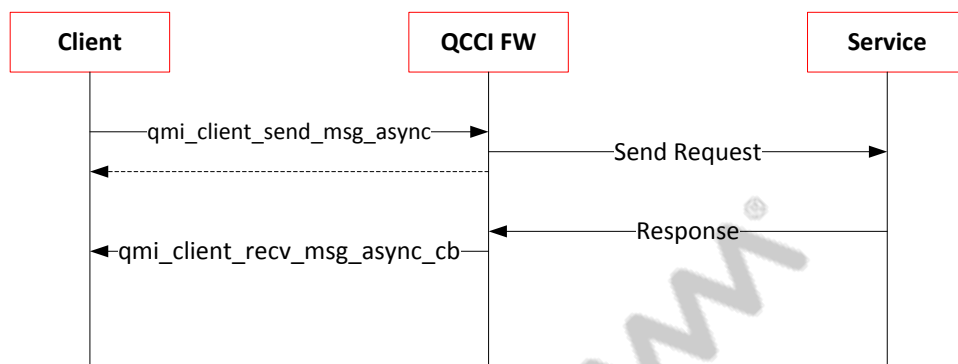 Client
QCCI FW
Service
qmi_client_send_msg_async
Send Request
Response
qmi_client_recv_msg_async_cb